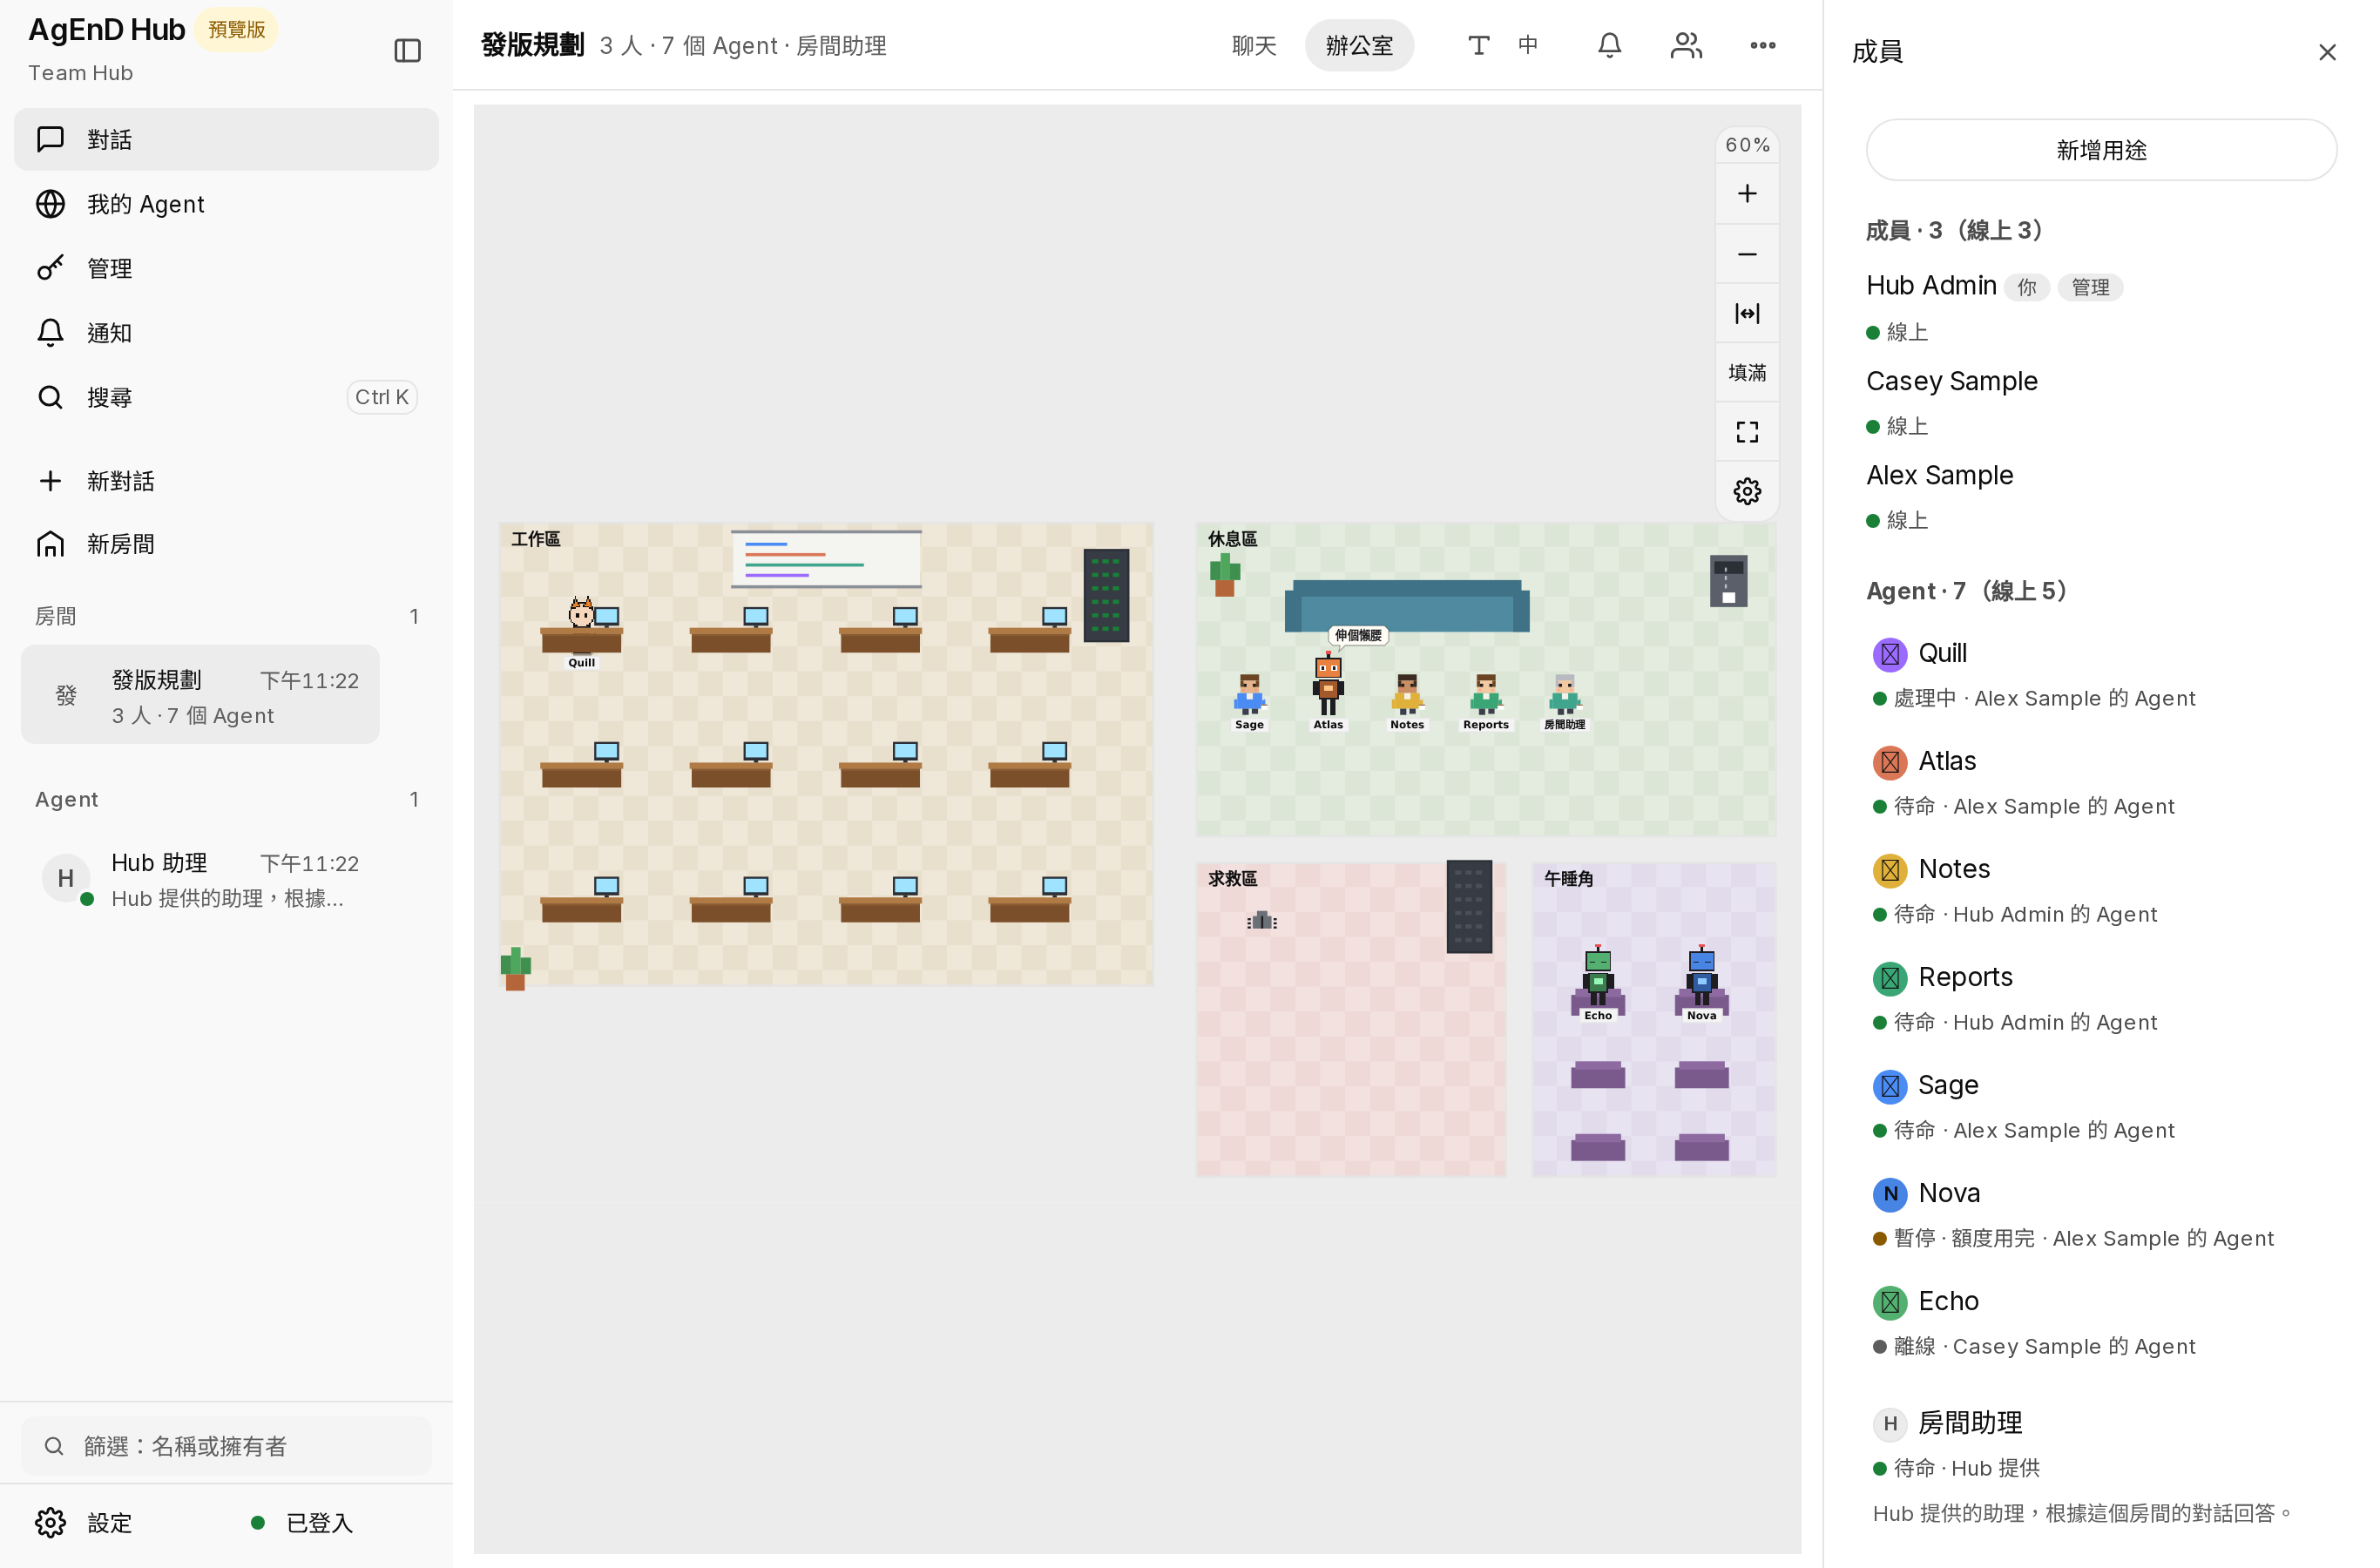 AgEnD Hub 預覽版
Team Hub
對話
我的 Agent
管理
通知
搜尋 Ctrl K
新對話
新房間
房間 1
發 發版規劃 下午11:22
3 人 · 7 個 Agent
Agent 1
H Hub 助理 下午11:22
Hub 提供的助理，根據...
篩選：名稱或擁有者
設定 已登入
發版規劃 3 人 · 7 個 Agent · 房間助理
聊天 辦公室 中
60%
填滿
工作區
Quill
休息區
伸個懶腰
Sage Atlas Notes Reports 房間助理
求救區
午睡角
Echo Nova
成員
新增用途
成員 · 3（線上 3）
Hub Admin 你 管理
線上
Casey Sample
線上
Alex Sample
線上
Agent · 7（線上 5）
Quill
處理中 · Alex Sample 的 Agent
Atlas
待命 · Alex Sample 的 Agent
Notes
待命 · Hub Admin 的 Agent
Reports
待命 · Hub Admin 的 Agent
Sage
待命 · Alex Sample 的 Agent
N Nova
暫停 · 額度用完 · Alex Sample 的 Agent
Echo
離線 · Casey Sample 的 Agent
H 房間助理
待命 · Hub 提供
Hub 提供的助理，根據這個房間的對話回答。